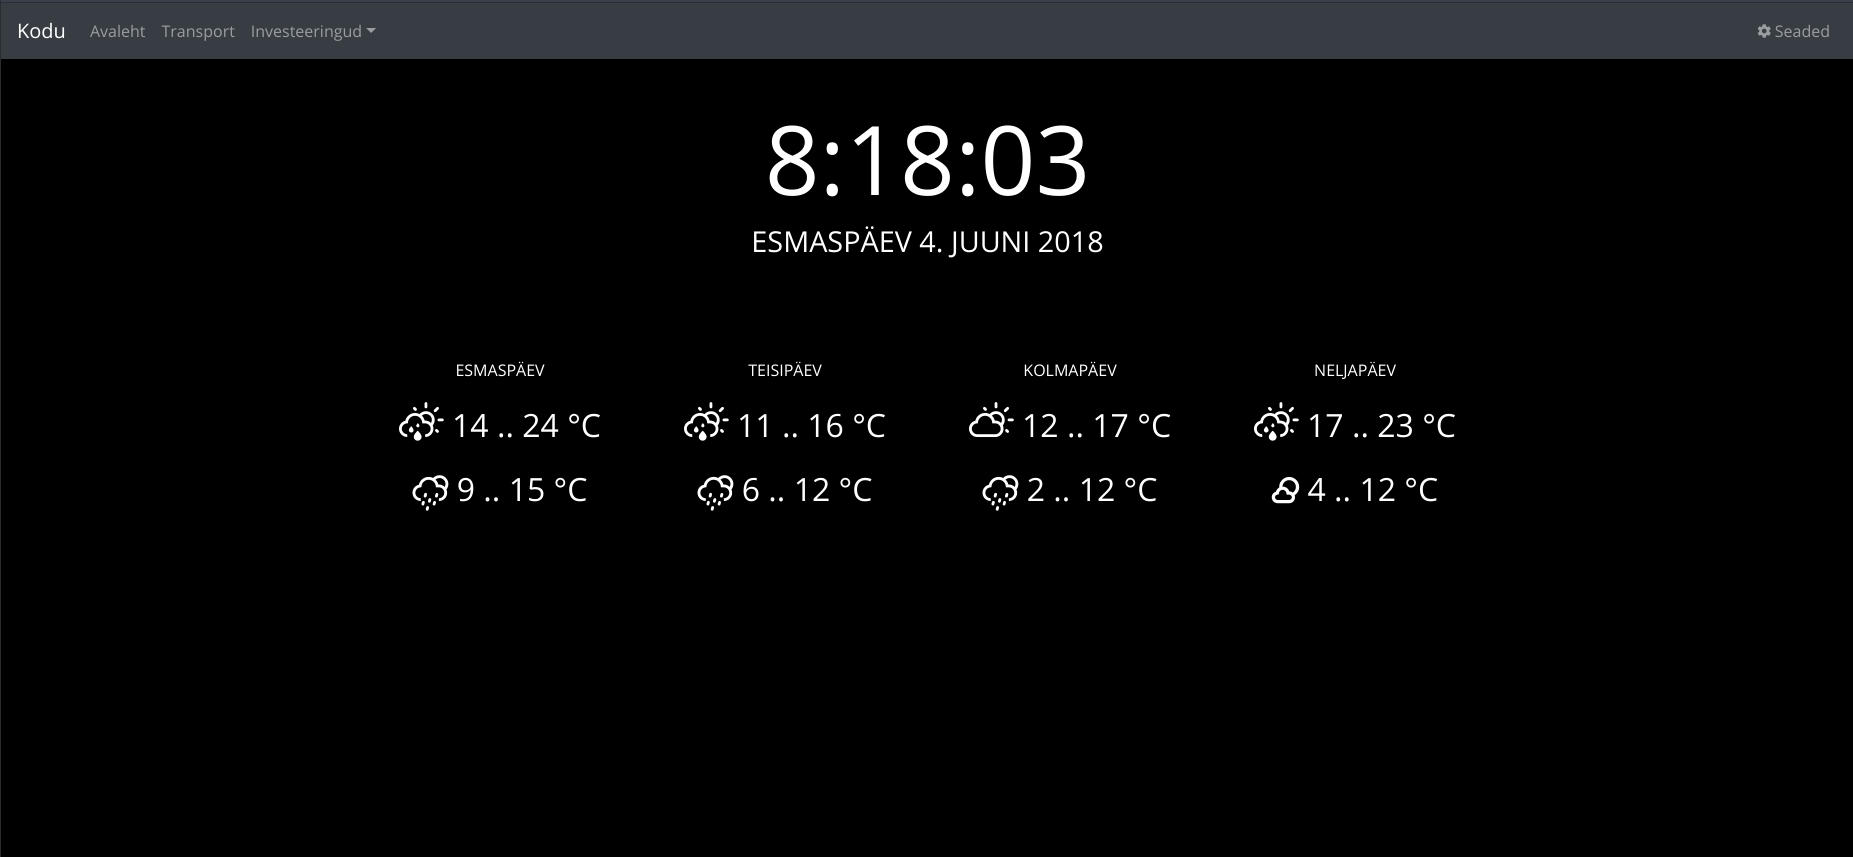 Kodu Avaleht Transport Investeeringud Seaded
8:18:03
ESMASPÄEV 4. JUUNI 2018
ESMASPÄEV TEISIPÄEV KOLMAPÄEV NELJAPÄEV
14 .. 24 °C 11 .. 16 °C 12 .. 17 °C 17 .. 23 °C
9 .. 15 °C 6 .. 12 °C 2 .. 12 °C 4 .. 12 °C